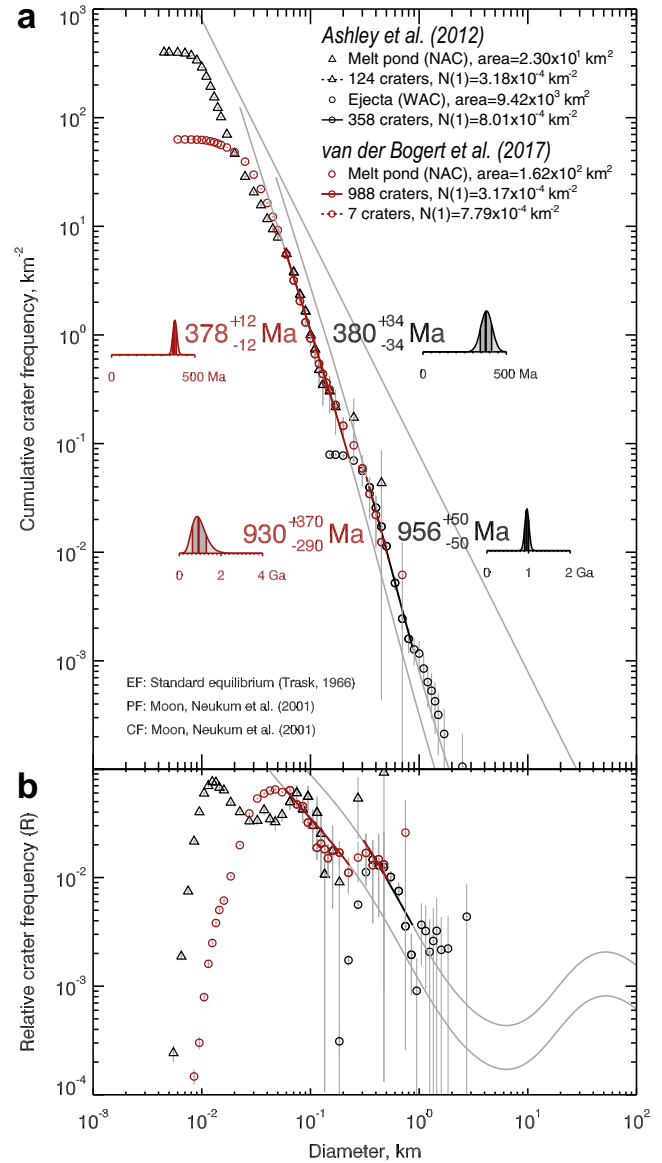 a
Ashley et al. (2012)
Melt pond (NAC), area=2.30x10¹ km²
124 craters, N(1)=3.18x10⁻⁴ km⁻²
Ejecta (WAC), area=9.42x10³ km²
358 craters, N(1)=8.01x10⁻⁴ km⁻²
van der Bogert et al. (2017)
Melt pond (NAC), area=1.62x10² km²
988 craters, N(1)=3.17x10⁻⁴ km⁻²
7 craters, N(1)=7.79x10⁻⁴ km⁻²
10³
10²
10¹
10⁰
10⁻¹
10⁻²
10⁻³
Cumulative crater frequency, km⁻²
378 +12 -12 Ma
0 500 Ma
380 +34 -34 Ma
0 500 Ma
930 +370 -290 Ma
0 2 4 Ga
956 +50 -50 Ma
0 1 2 Ga
EF: Standard equilibrium (Trask, 1966)
PF: Moon, Neukum et al. (2001)
CF: Moon, Neukum et al. (2001)
b
Relative crater frequency (R)
10⁻²
10⁻³
10⁻⁴
10⁻³ 10⁻² 10⁻¹ 10⁰ 10¹ 10²
Diameter, km